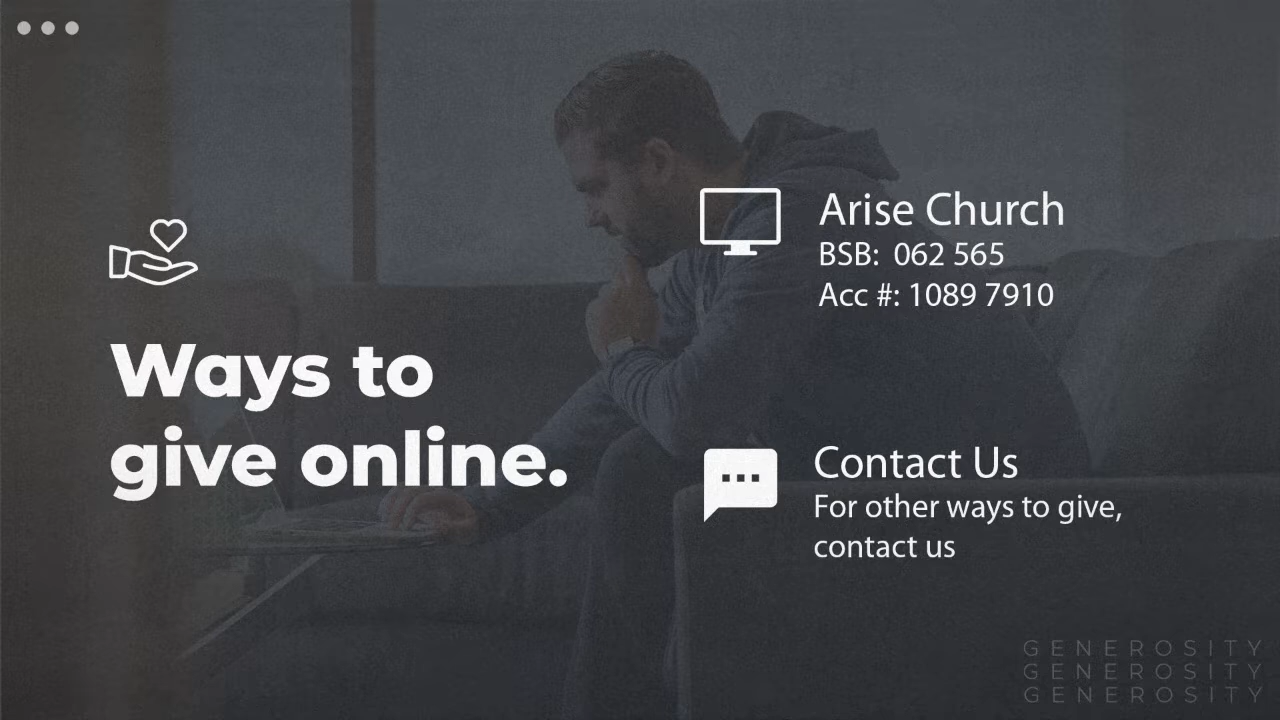 Ways to
give online.
Arise Church
BSB:  062 565
Acc #: 1089 7910
Contact Us
For other ways to give,
contact us
GENEROSITY
GENEROSITY
GENEROSITY